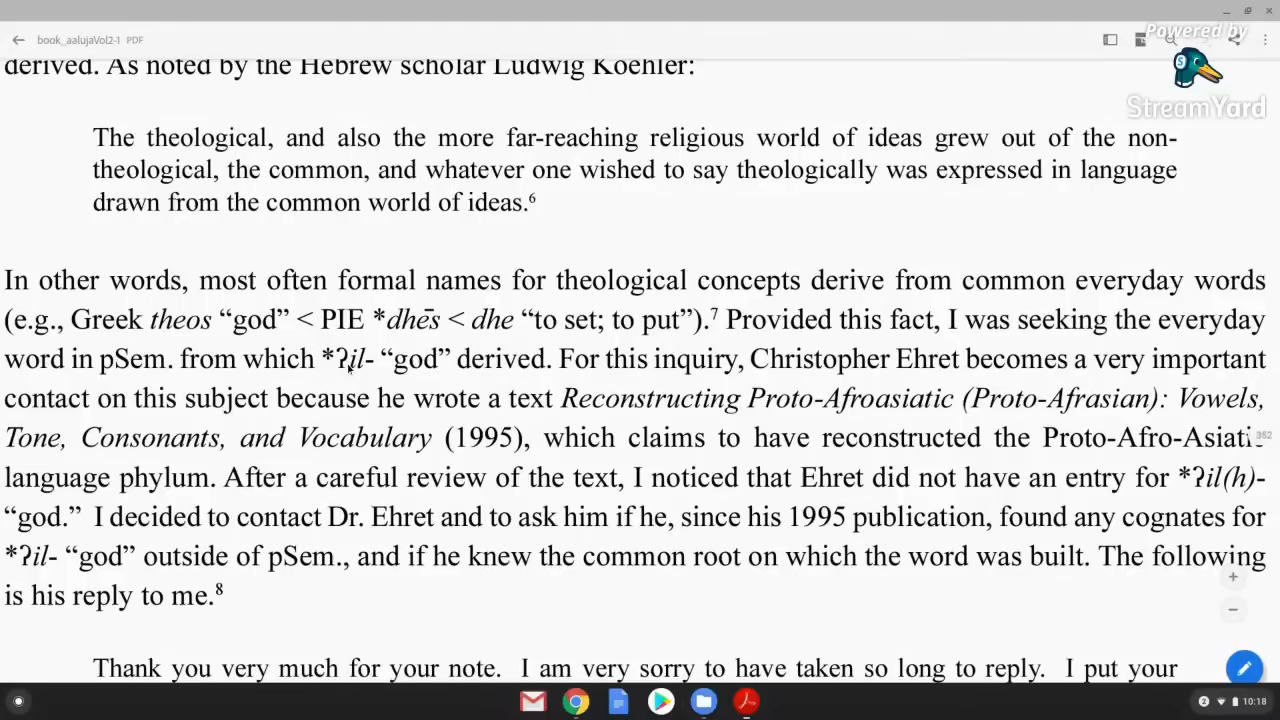 book_aalujaVol2-1 PDF
Powered by
S
StreamYard
derived. As noted by the Hebrew scholar Ludwig Koehler:
The theological, and also the more far-reaching religious world of ideas grew out of the non-
theological, the common, and whatever one wished to say theologically was expressed in language
drawn from the common world of ideas.⁶
In other words, most often formal names for theological concepts derive from common everyday words
(e.g., Greek theos “god” < PIE *dhē̆s < dhe “to set; to put”).⁷ Provided this fact, I was seeking the everyday
word in pSem. from which *ʔil- “god” derived. For this inquiry, Christopher Ehret becomes a very important
contact on this subject because he wrote a text Reconstructing Proto-Afroasiatic (Proto-Afrasian): Vowels,
Tone, Consonants, and Vocabulary (1995), which claims to have reconstructed the Proto-Afro-Asiatic
352
language phylum. After a careful review of the text, I noticed that Ehret did not have an entry for *ʔil(h)-
“god.” I decided to contact Dr. Ehret and to ask him if he, since his 1995 publication, found any cognates for
*ʔil- “god” outside of pSem., and if he knew the common root on which the word was built. The following
is his reply to me.⁸
Thank you very much for your note. I am very sorry to have taken so long to reply. I put your
2
10:18